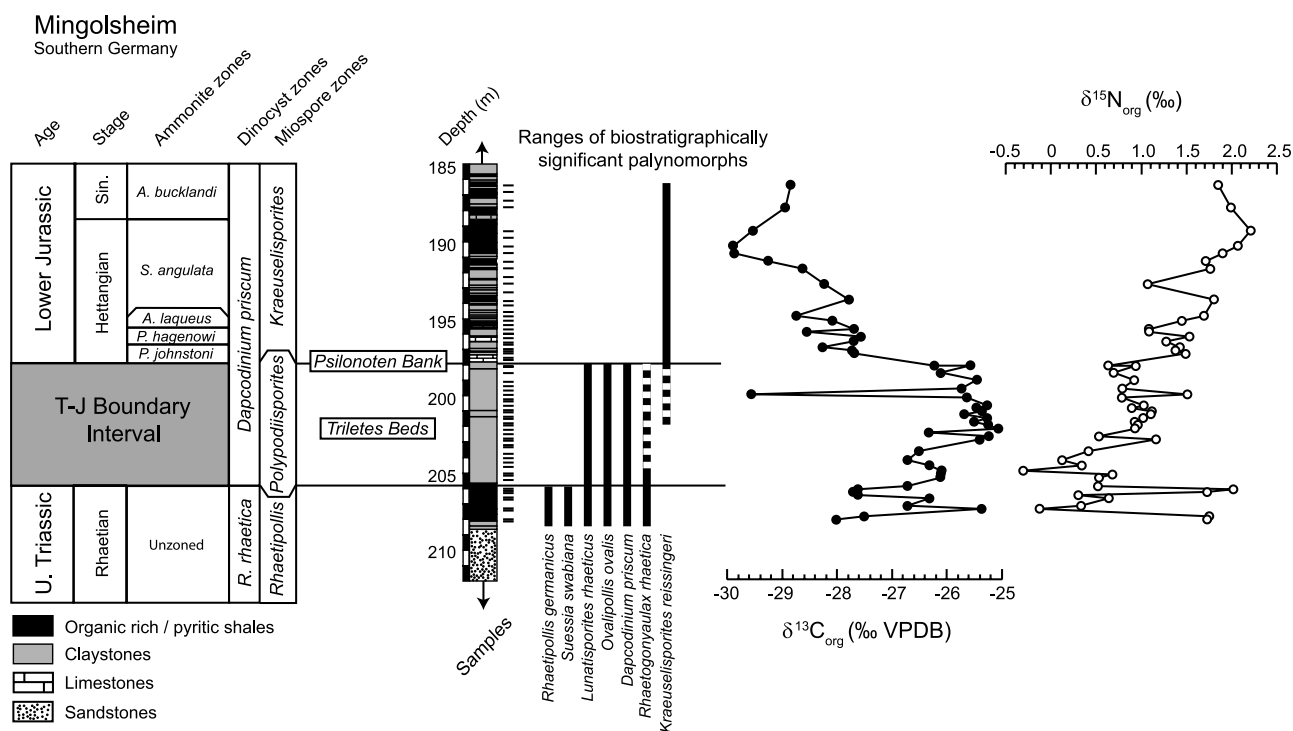 Mingolsheim
Southern Germany
Age
Stage
Ammonite zones
Dinocyst zones
Miospore zones
Depth (m)
Ranges of biostratigraphically
significant palynomorphs
δ15Norg (‰)
-0.5 0 0.5 1.0 1.5 2.0 2.5
Lower Jurassic
Sin.
Hettangian
A. bucklandi
S. angulata
A. laqueus
P. hagenowi
P. johnstoni
Dapcodinium priscum
Kraeuselisporites
Polypodiisporites
T-J Boundary
Interval
U. Triassic
Rhaetian
Unzoned
R. rhaetica
Rhaetipollis
Psilonoten Bank
Triletes Beds
185
190
195
200
205
210
Samples
Rhaetipollis germanicus
Suessia swabiana
Lunatisporites rhaeticus
Ovalipollis ovalis
Dapcodinium priscum
Rhaetogonyaulax rhaetica
Kraeuselisporites reissingeri
-30 -29 -28 -27 -26 -25
δ13Corg (‰ VPDB)
Organic rich / pyritic shales
Claystones
Limestones
Sandstones